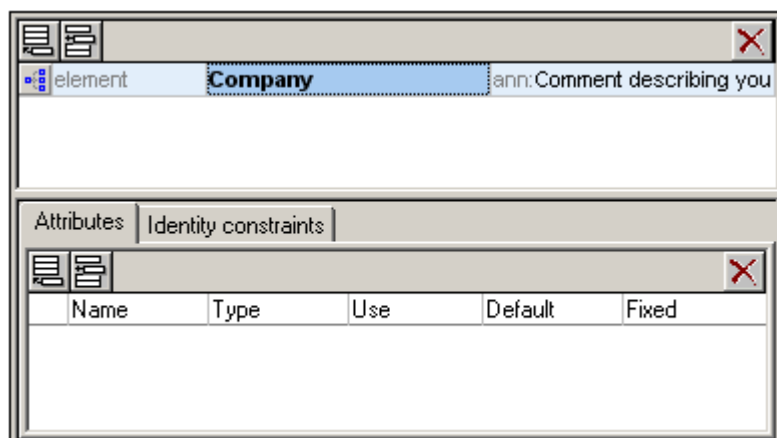 element Company ann:Comment describing you
Attributes Identity constraints
Name Type Use Default Fixed